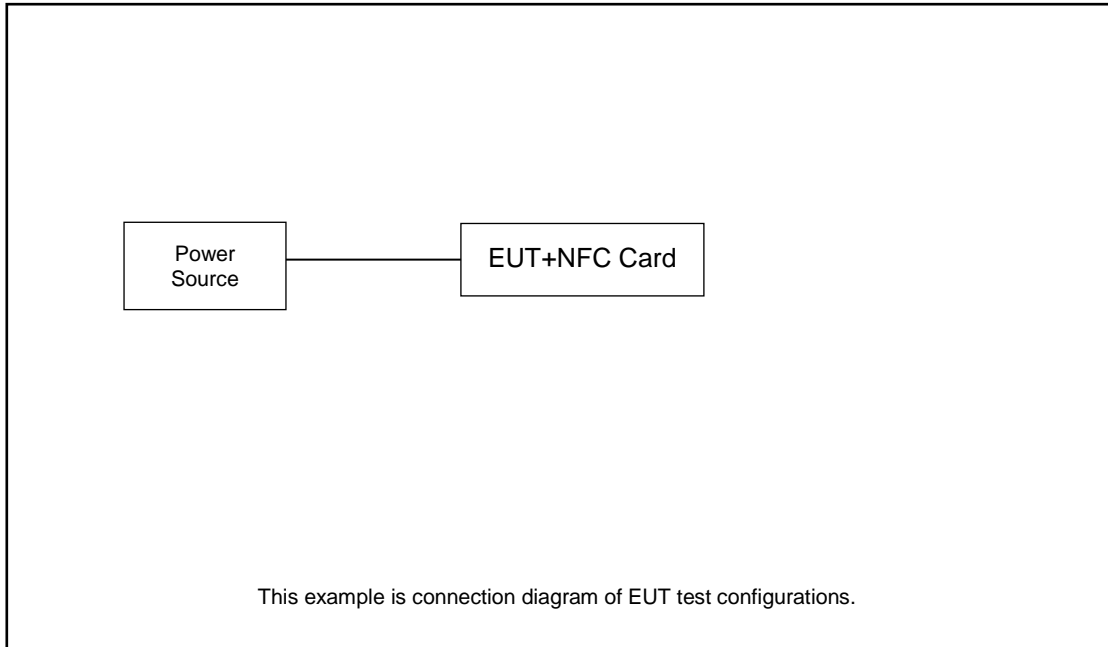 Power
Source
EUT+NFC Card
This example is connection diagram of EUT test configurations.